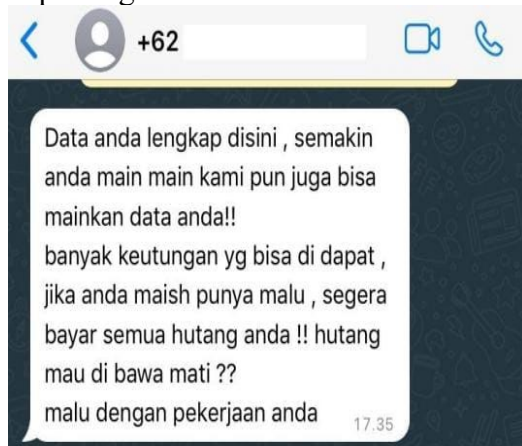 +62
Data anda lengkap disini , semakin
anda main main kami pun juga bisa
mainkan data anda!!
banyak keutungan yg bisa di dapat ,
jika anda maish punya malu , segera
bayar semua hutang anda !! hutang
mau di bawa mati ??
malu dengan pekerjaan anda
17.35